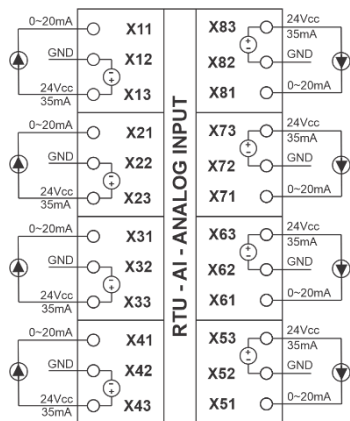 0~20mA X11
GND X12
24Vcc X13
35mA
0~20mA X21
GND X22
24Vcc X23
35mA
0~20mA X31
GND X32
24Vcc X33
35mA
0~20mA X41
GND X42
24Vcc X43
35mA
RTU - AI - ANALOG INPUT
X83 24Vcc
35mA
X82 GND
X81 0~20mA
X73 24Vcc
35mA
X72 GND
X71 0~20mA
X63 24Vcc
35mA
X62 GND
X61 0~20mA
X53 24Vcc
35mA
X52 GND
X51 0~20mA